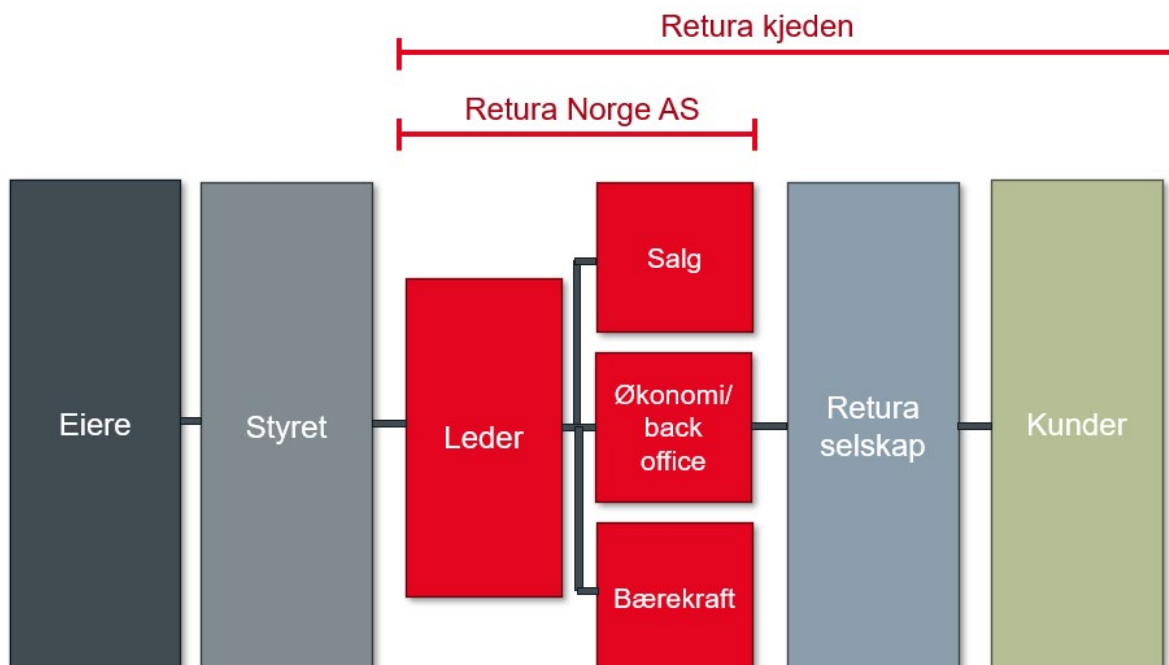 Retura kjeden
Retura Norge AS
Eiere
Styret
Leder
Salg
Økonomi/
back
office
Bærekraft
Retura
selskap
Kunder